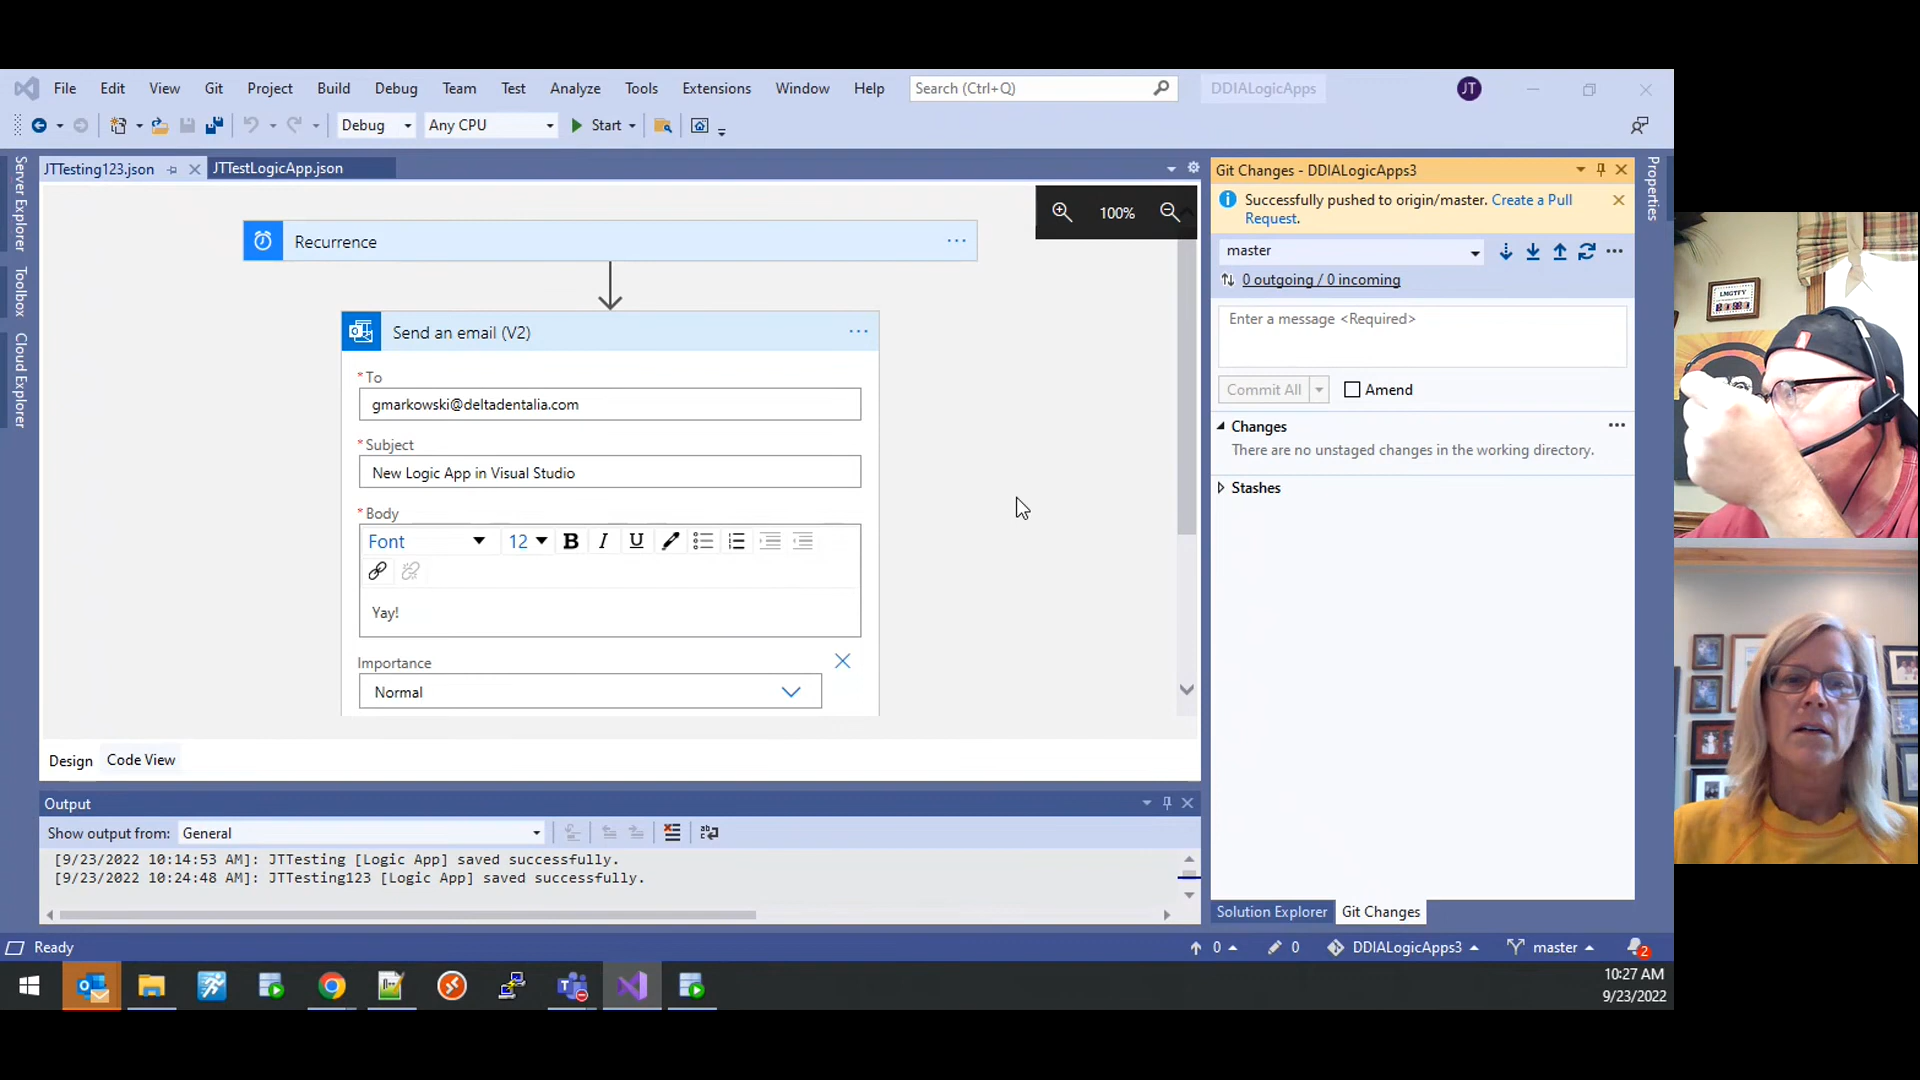 File Edit View Git Project Build Debug Team Test Analyze Tools Extensions Window Help Search (Ctrl+Q) DDIALogicApps JT
Debug Any CPU Start
JTTesting123.json JTTestLogicApp.json
Server Explorer
Toolbox
Cloud Explorer
100%
Recurrence
Send an email (V2)
*To
gmarkowski@deltadentalia.com
*Subject
New Logic App in Visual Studio
*Body
Font 12 B I U
Yay!
Importance
Normal
Design Code View
Output
Show output from: General
[9/23/2022 10:14:53 AM]: JTTesting [Logic App] saved successfully.
[9/23/2022 10:24:48 AM]: JTTesting123 [Logic App] saved successfully.
Git Changes - DDIALogicApps3
Successfully pushed to origin/master. Create a Pull
Request.
master
0 outgoing / 0 incoming
Enter a message <Required>
Commit All Amend
Changes
There are no unstaged changes in the working directory.
Stashes
Solution Explorer Git Changes
Properties
LMGTFY
Ready 0 0 DDIALogicApps3 master 2
10:27 AM
9/23/2022